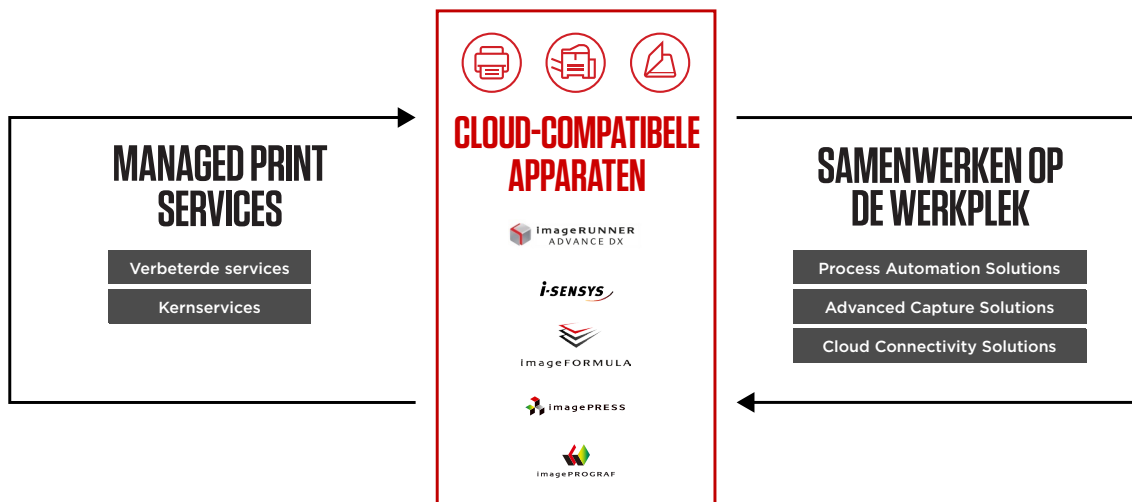 MANAGED PRINT
SERVICES
Verbeterde services
Kernservices
CLOUD-COMPATIBELE
APPARATEN
imageRUNNER
ADVANCE DX
i-SENSYS
imageFORMULA
imagePRESS
imagePROGRAF
SAMENWERKEN OP
DE WERKPLEK
Process Automation Solutions
Advanced Capture Solutions
Cloud Connectivity Solutions